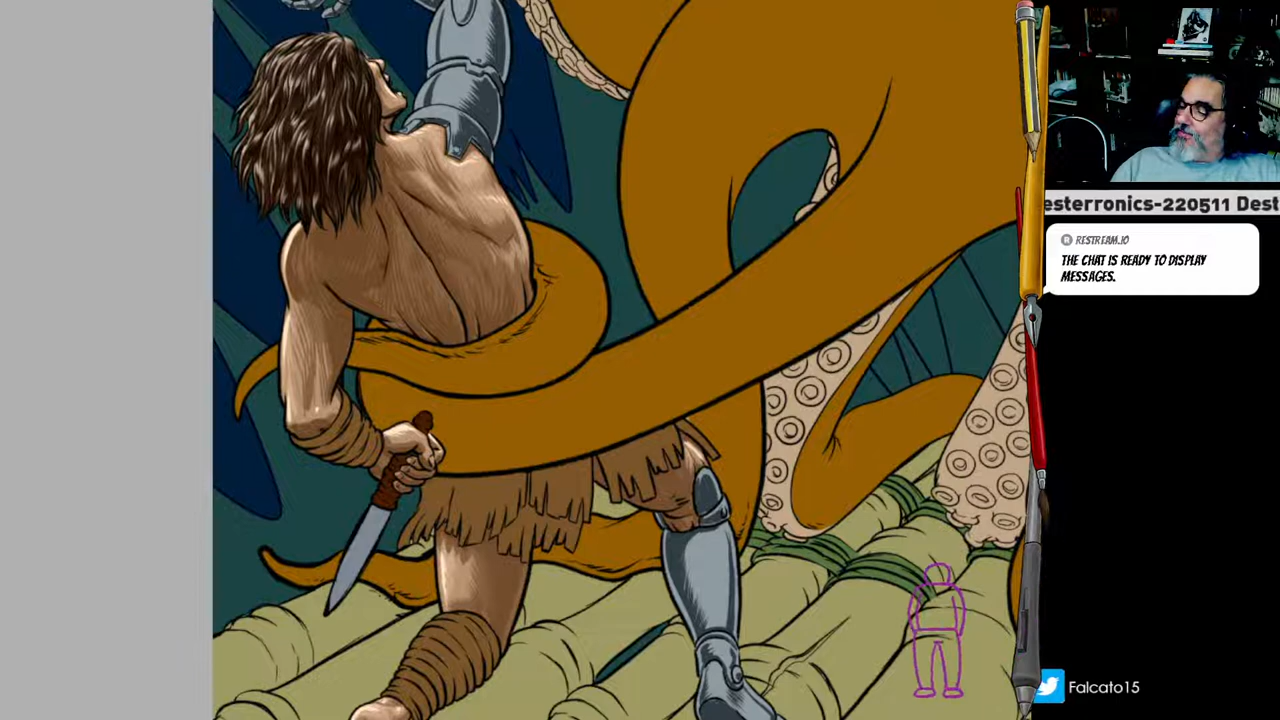 esterronics-220511 Dest
RESTREAM.IO
THE CHAT IS READY TO DISPLAY
MESSAGES.
Falcato15